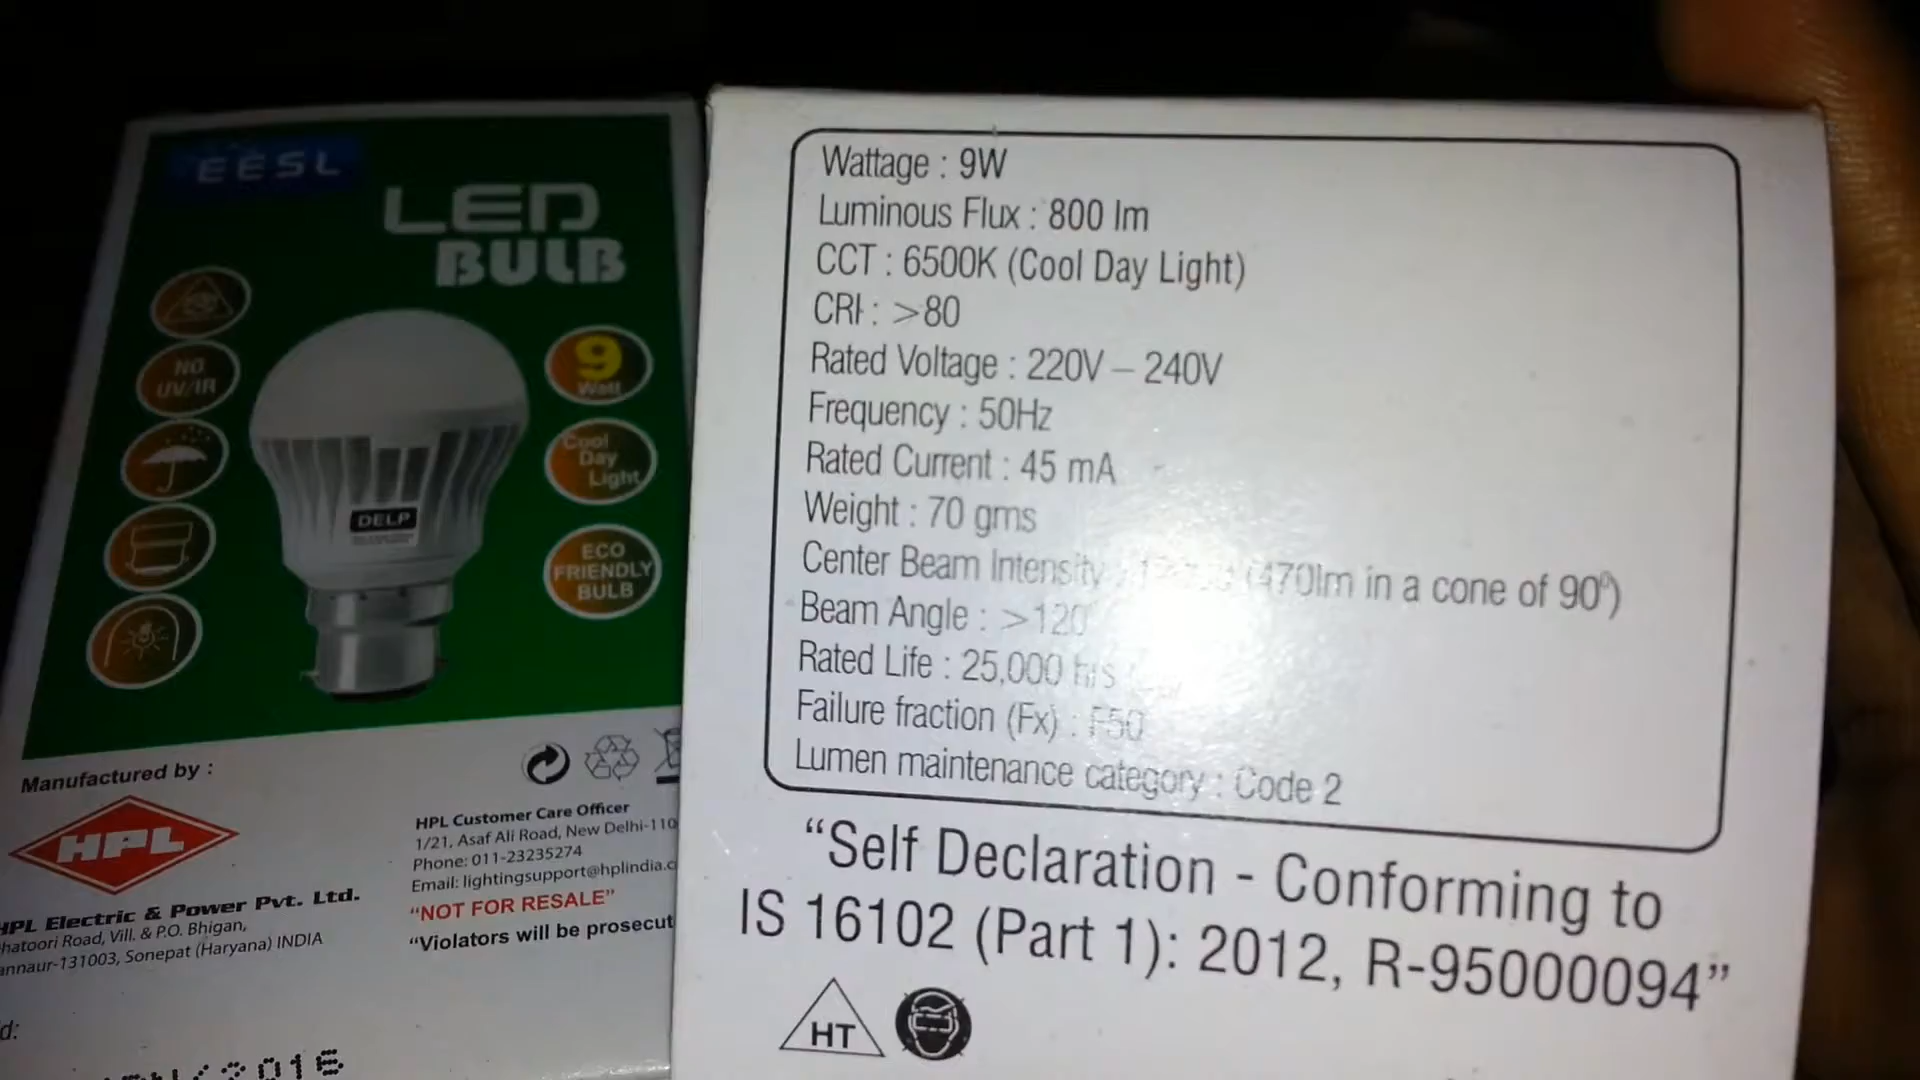 EESL
LED
BULB
NO
UV/IR
9
Watt
Cool
Day
Light
ECO
FRIENDLY
BULB
DELP
Manufactured by :
HPL
HPL Electric & Power Pvt. Ltd.
Road, Vill. & P.O. Bhigan,
131003, Sonepat (Haryana) INDIA
HPL Customer Care Officer
1/21, Asaf Ali Road, New Delhi-110
Phone: 011-23235274
Email: lightingsupport@hplindia.c
"NOT FOR RESALE"
"Violators will be prosecut
d:
2016
Wattage : 9W
Luminous Flux : 800 lm
CCT : 6500K (Cool Day Light)
CRI : >80
Rated Voltage : 220V – 240V
Frequency : 50Hz
Rated Current : 45 mA
Weight : 70 gms
Center Beam Intensity : (470lm in a cone of 90°)
Beam Angle : >120
Rated Life : 25,000 hrs
Failure fraction (Fx) : F50
Lumen maintenance category : Code 2
“Self Declaration - Conforming to
IS 16102 (Part 1): 2012, R-95000094”
HT